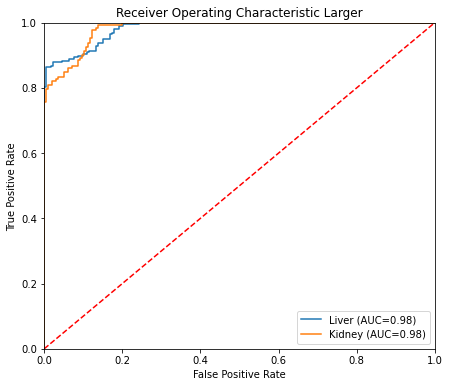 Receiver Operating Characteristic Larger
True Positive Rate
1.0
0.8
0.6
0.4
0.2
0.0
0.0 0.2 0.4 0.6 0.8 1.0
False Positive Rate
Liver (AUC=0.98)
Kidney (AUC=0.98)